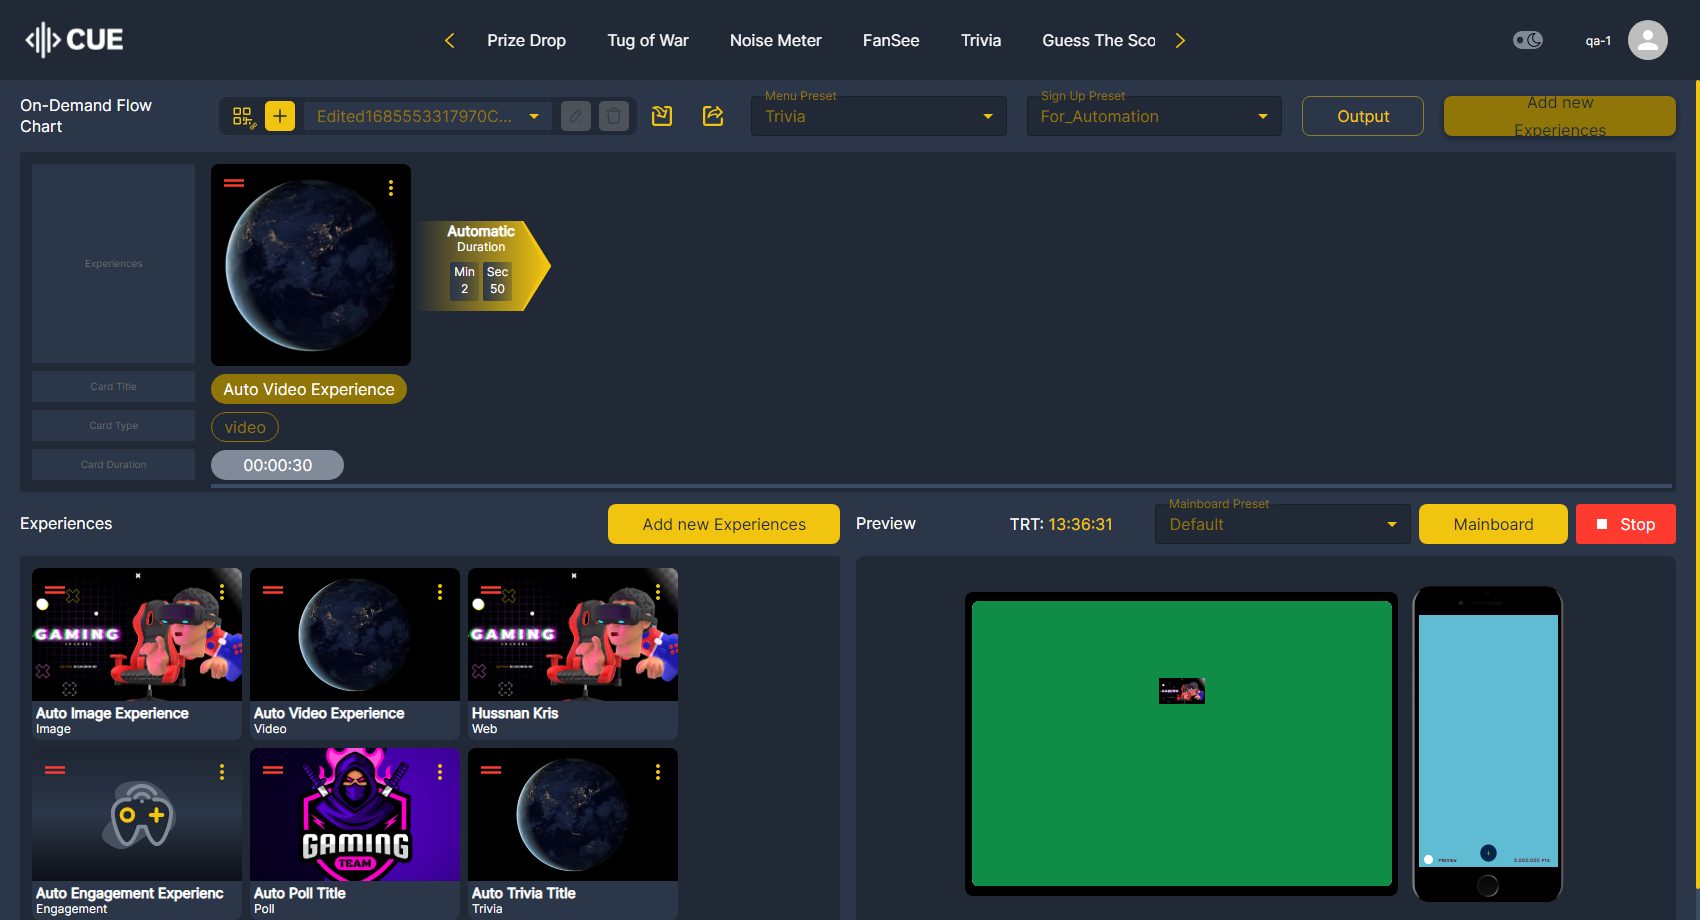 CUE
Prize Drop
Tug of War
Noise Meter
FanSee
Trivia
Guess The Sco
qa-1
On-Demand Flow
Chart
Edited1685553317970C...
Menu Preset
Trivia
Sign Up Preset
For_Automation
Output
Add new
Experiences
Experiences
Automatic
Duration
Min
2
Sec
50
Card Title
Auto Video Experience
Card Type
video
Card Duration
00:00:30
Experiences
Add new Experiences
Preview
TRT: 13:36:31
Mainboard Preset
Default
Mainboard
Stop
GAMING
Auto Image Experience
Image
Auto Video Experience
Video
GAMING
Hussnan Kris
Web
Auto Engagement Experienc
Engagement
GAMING
TEAM
Auto Poll Title
Poll
Auto Trivia Title
Trivia
PREVIEW